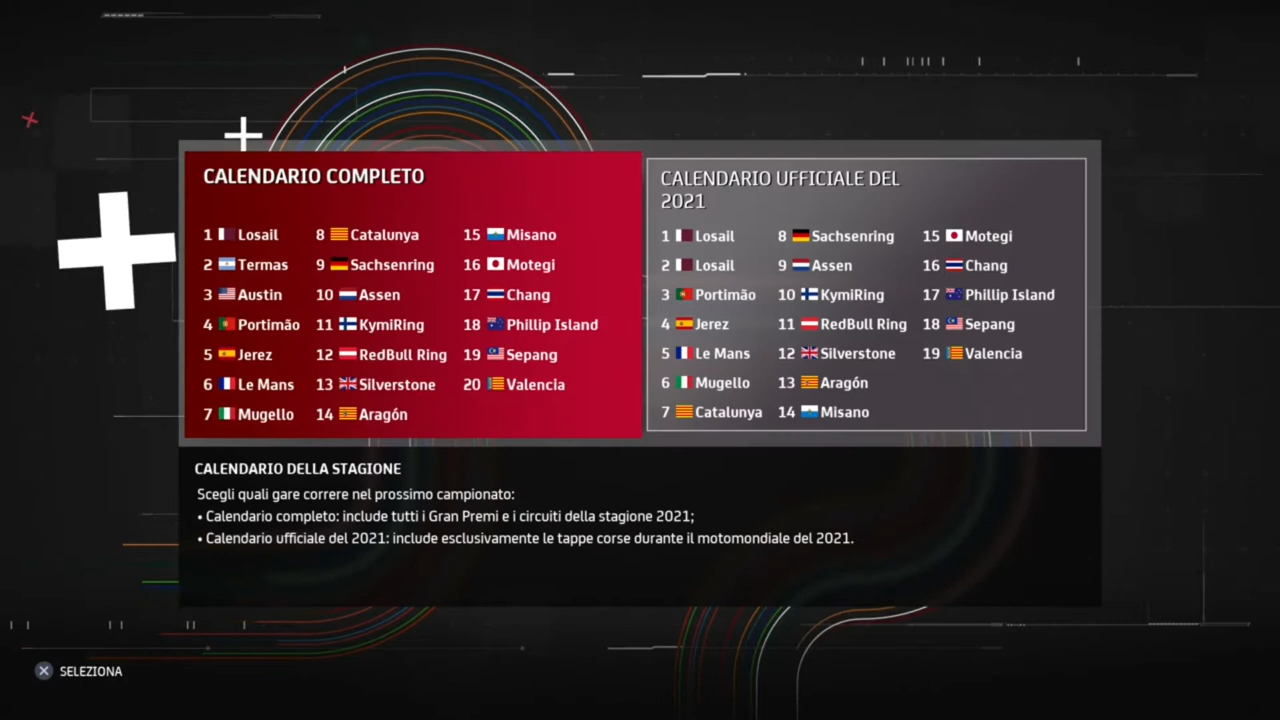 CALENDARIO COMPLETO
1 Losail 8 Catalunya 15 Misano
2 Termas 9 Sachsenring 16 Motegi
3 Austin 10 Assen 17 Chang
4 Portimão 11 KymiRing 18 Phillip Island
5 Jerez 12 RedBull Ring 19 Sepang
6 Le Mans 13 Silverstone 20 Valencia
7 Mugello 14 Aragón
CALENDARIO UFFICIALE DEL
2021
1 Losail 8 Sachsenring 15 Motegi
2 Losail 9 Assen 16 Chang
3 Portimão 10 KymiRing 17 Phillip Island
4 Jerez 11 RedBull Ring 18 Sepang
5 Le Mans 12 Silverstone 19 Valencia
6 Mugello 13 Aragón
7 Catalunya 14 Misano
CALENDARIO DELLA STAGIONE
Scegli quali gare correre nel prossimo campionato:
• Calendario completo: include tutti i Gran Premi e i circuiti della stagione 2021;
• Calendario ufficiale del 2021: include esclusivamente le tappe corse durante il motomondiale del 2021.
SELEZIONA